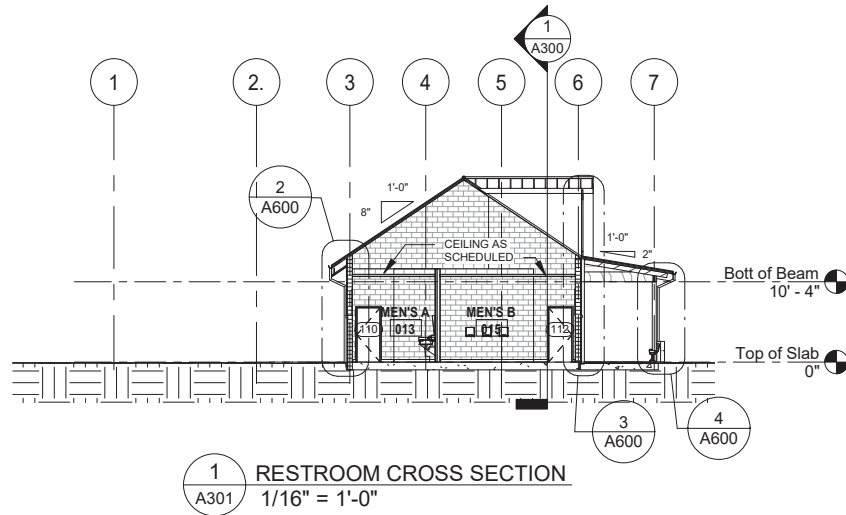 1
A300
1
2.
3
4
5
6
7
2
A600
1'-0"
8"
1'-0"
2"
CEILING AS
SCHEDULED
Bott of Beam
10' - 4"
MEN'S A
MEN'S B
110
013
015
112
Top of Slab
0"
2"
3
A600
4
A600
1
A301
RESTROOM CROSS SECTION
1/16" = 1'-0"